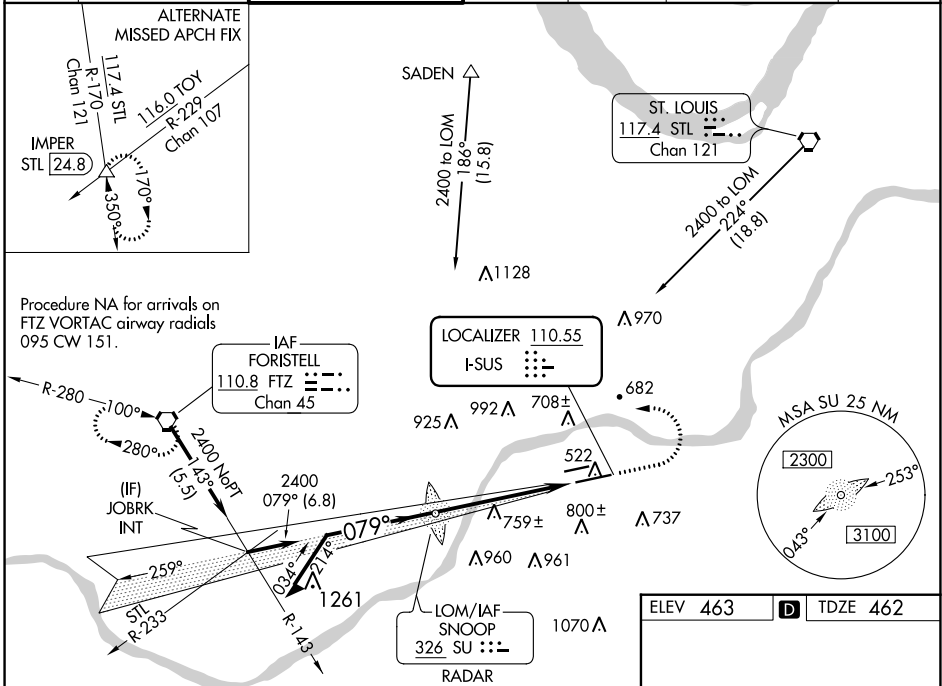 ALTERNATE
MISSED APCH FIX
117.4 STL
R-170
Chan 121
116.0 TOY
R-229
Chan 107
IMPER
STL 24.8
170°
350°
SADEN
2400 to LOM
186°
(15.8)
ST. LOUIS
117.4 STL
Chan 121
2400 to LOM
224°
(18.8)
1128
970
Procedure NA for arrivals on
FTZ VORTAC airway radials
095 CW 151.
IAF
FORISTELL
110.8 FTZ
Chan 45
LOCALIZER 110.55
I-SUS
R-280
100°
280°
2400 NoPT
143°
(5.5)
925
992
708±
682
522
MSA SU 25 NM
2300
253°
043°
3100
(IF)
JOBRK
INT
2400
079° (6.8)
079°
759±
800±
737
960
961
259°
034°
214°
1261
STL
R-233
R-143
LOM/IAF
SNOOP
326 SU
RADAR
1070
ELEV 463 D TDZE 462